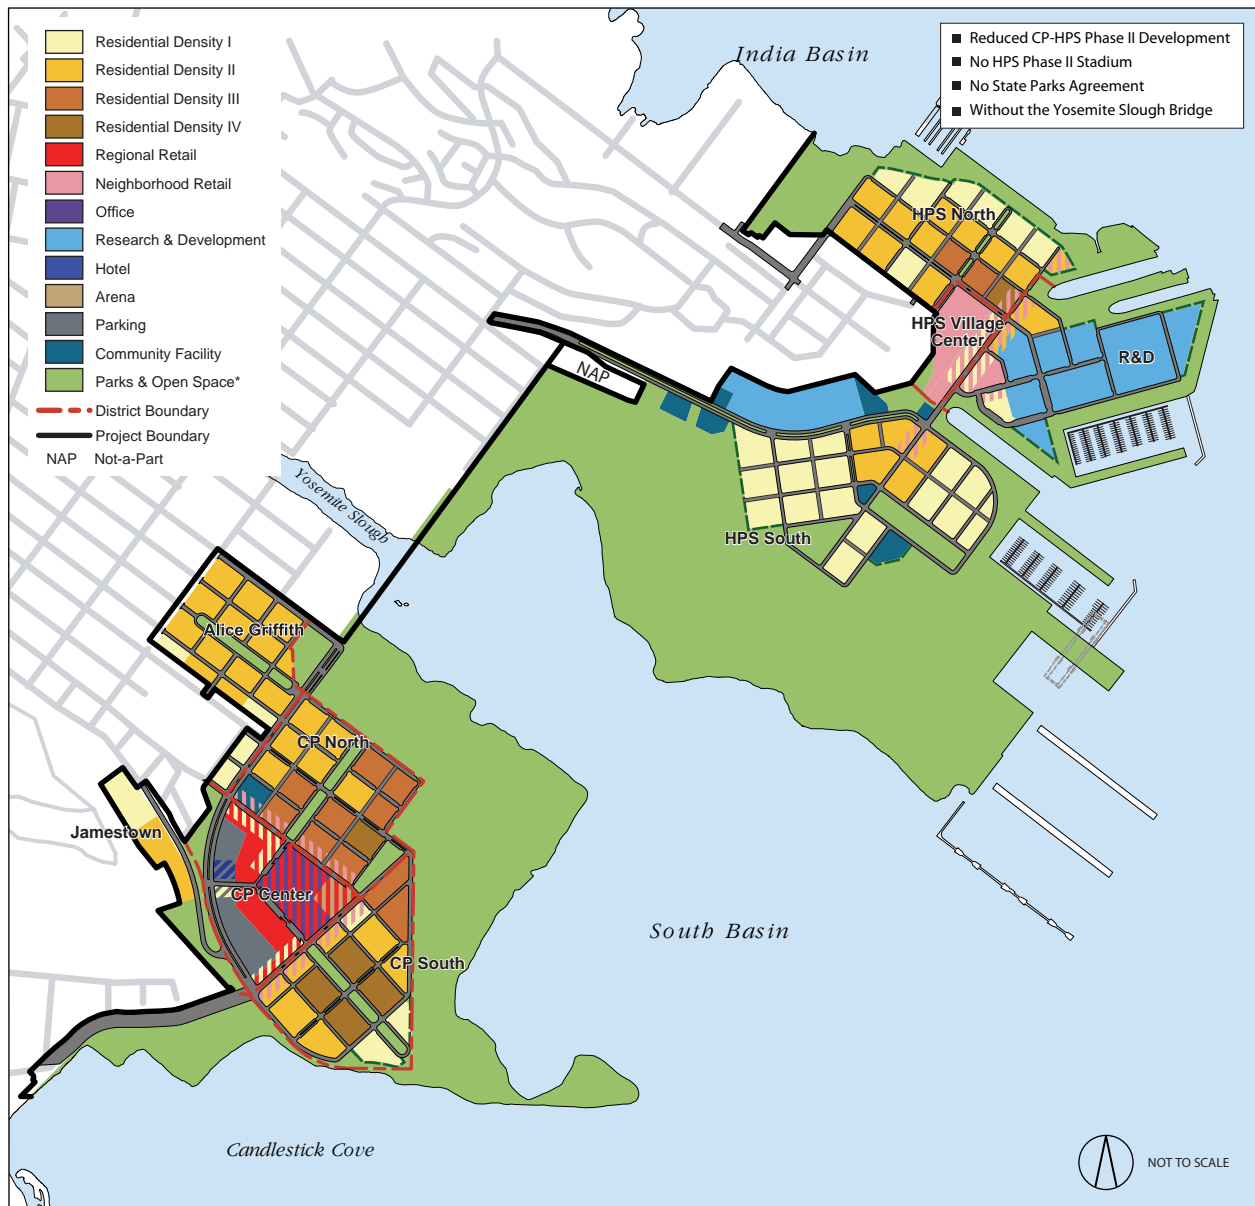 Residential Density I
Residential Density II
Residential Density III
Residential Density IV
Regional Retail
Neighborhood Retail
Office
Research & Development
Hotel
Arena
Parking
Community Facility
Parks & Open Space*
District Boundary
Project Boundary
NAP Not-a-Part
India Basin
■ Reduced CP-HPS Phase II Development
■ No HPS Phase II Stadium
■ No State Parks Agreement
■ Without the Yosemite Slough Bridge
HPS North
HPS Village
Center
R&D
NAP
Yosemite Slough
HPS South
Alice Griffith
CP North
Jamestown
CP Center
South Basin
CP South
Candlestick Cove
NOT TO SCALE